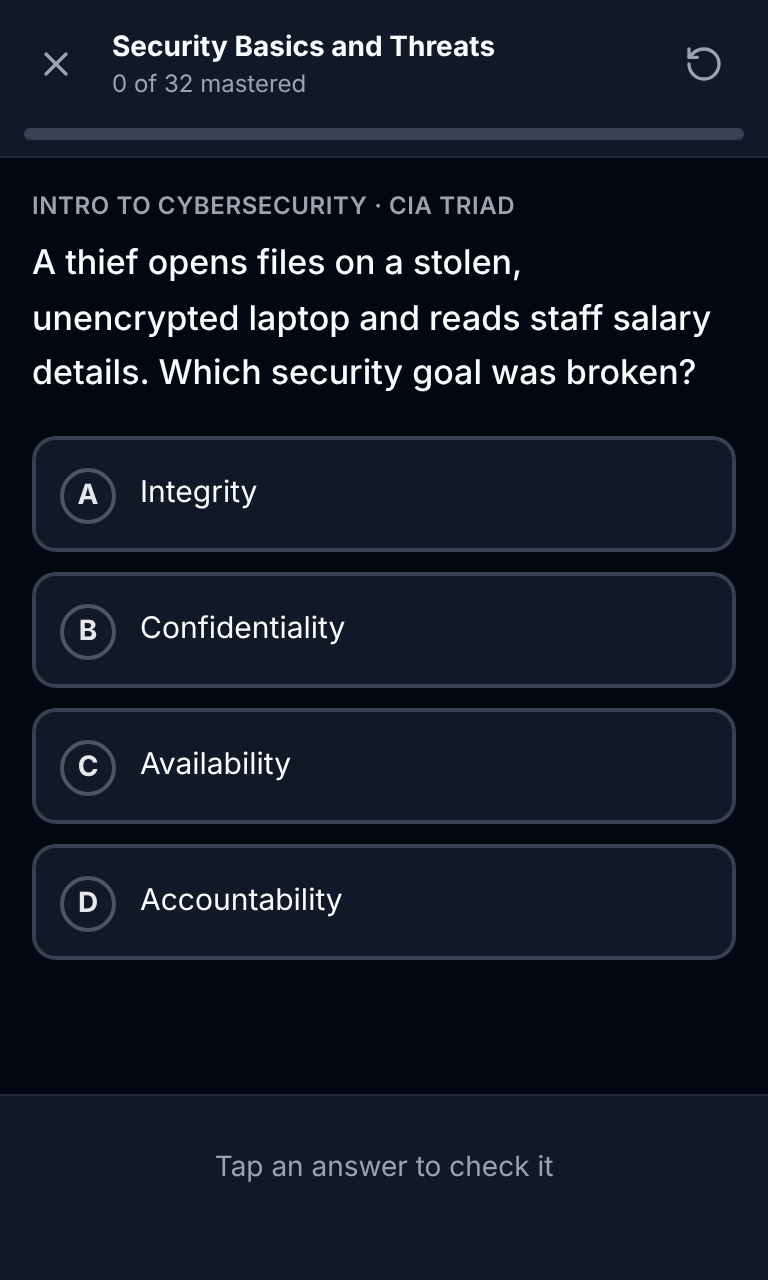 Security Basics and Threats
0 of 32 mastered
INTRO TO CYBERSECURITY · CIA TRIAD
A thief opens files on a stolen,
unencrypted laptop and reads staff salary
details. Which security goal was broken?
A Integrity
B Confidentiality
C Availability
D Accountability
Tap an answer to check it